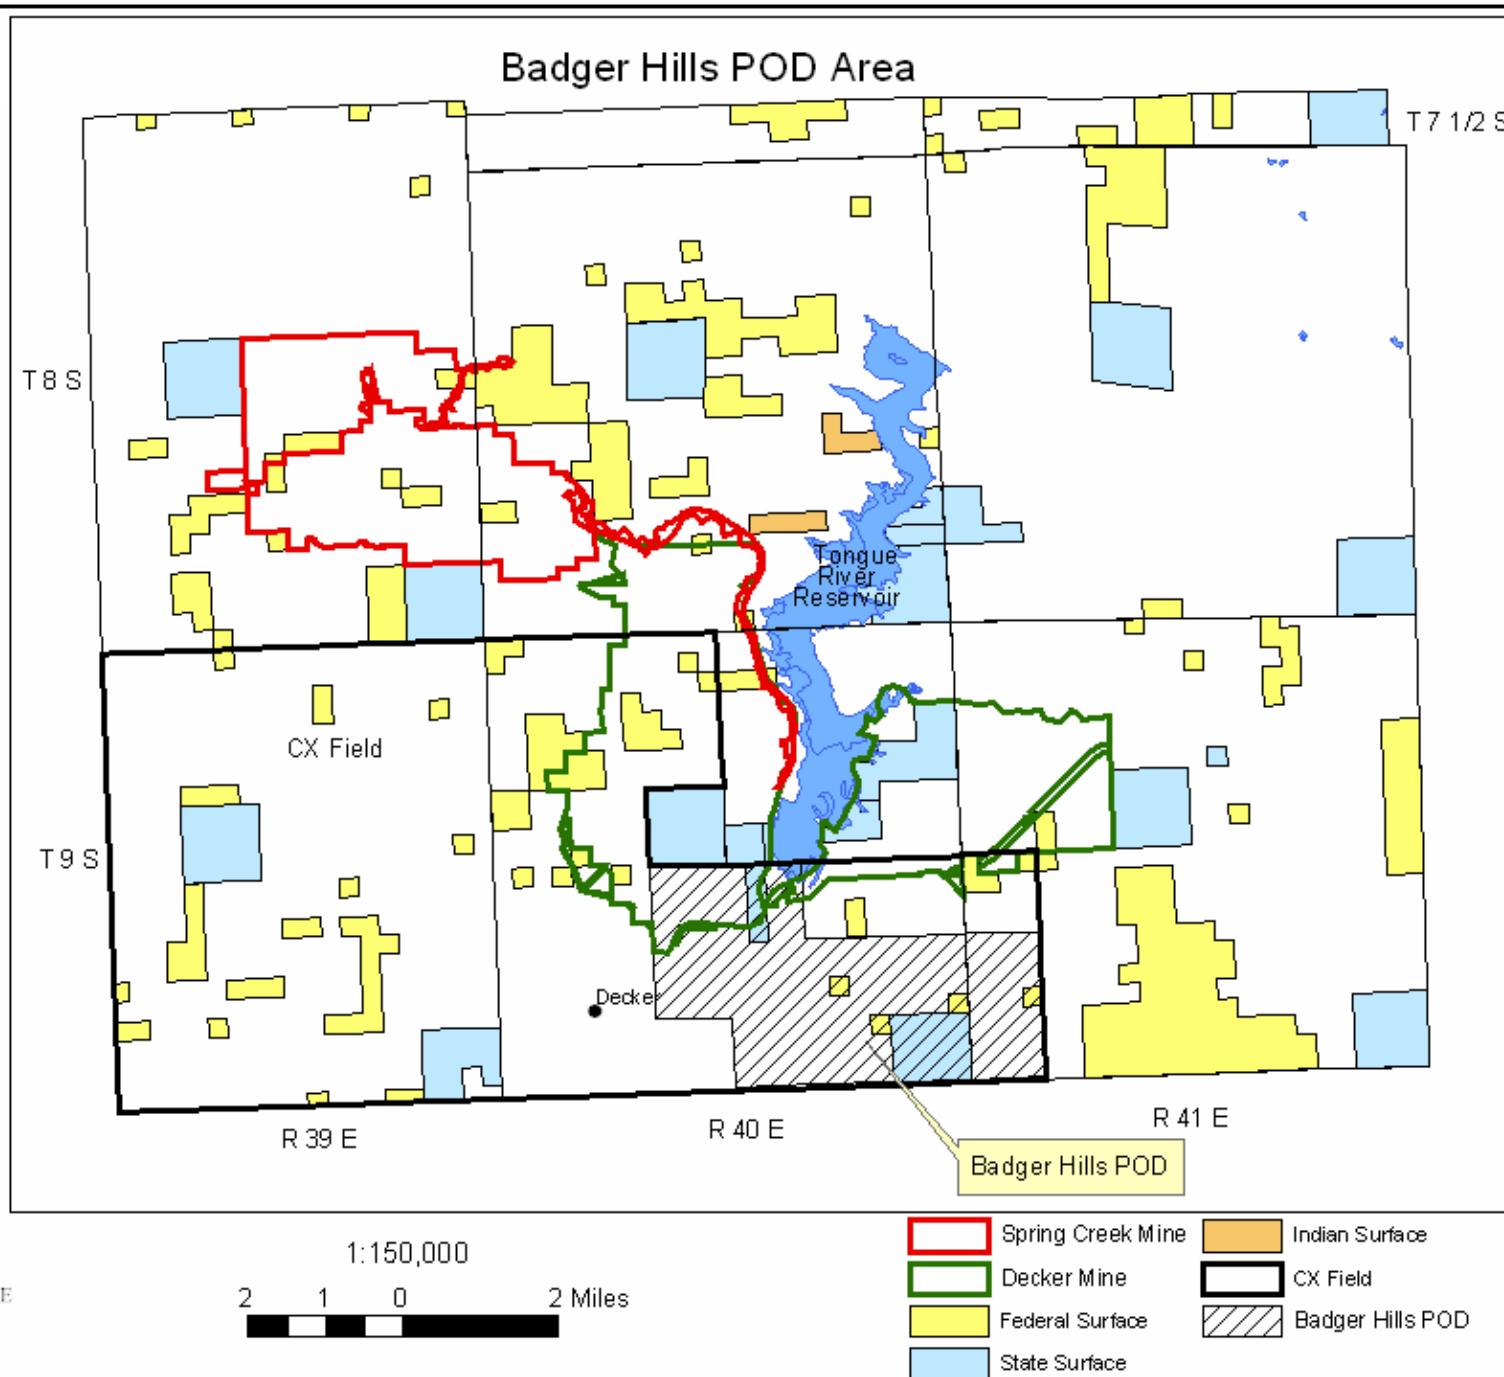 Badger Hills POD Area
T 7 1/2 S
T 8 S
Tongue
River
Reservoir
CX Field
T 9 S
Decker
R 39 E
R 40 E
R 41 E
Badger Hills POD
1:150,000
E
2 1 0 2 Miles
Spring Creek Mine
Decker Mine
Federal Surface
State Surface
Indian Surface
CX Field
Badger Hills POD